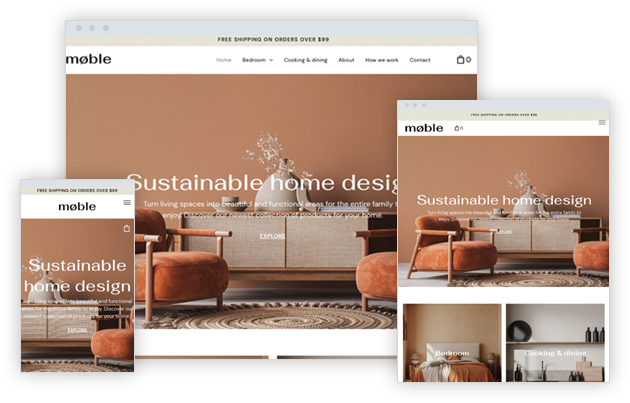 FREE SHIPPING ON ORDERS OVER $99
møble
Home Bedroom Cooking & dining About How we work Contact 0
Sustainable home desig
Turn living spaces into beautiful and functional areas for the entire family t
enjoy. Discover our newest collection of products for your home.
EXPLORE
FREE SHIPPING ON ORDERS OVER $99
møble
Sustainable
home design
Turn living spaces into beautiful and functional
areas for the entire family to enjoy. Discover our
newest collection of products for your home.
EXPLORE
FREE SHIPPING ON ORDERS OVER $99
møble 0
Sustainable home design
Turn living spaces into beautiful and functional areas for the entire family to
enjoy. Discover our newest collection of products for your home.
EXPLORE
Bedroom Cooking & dining